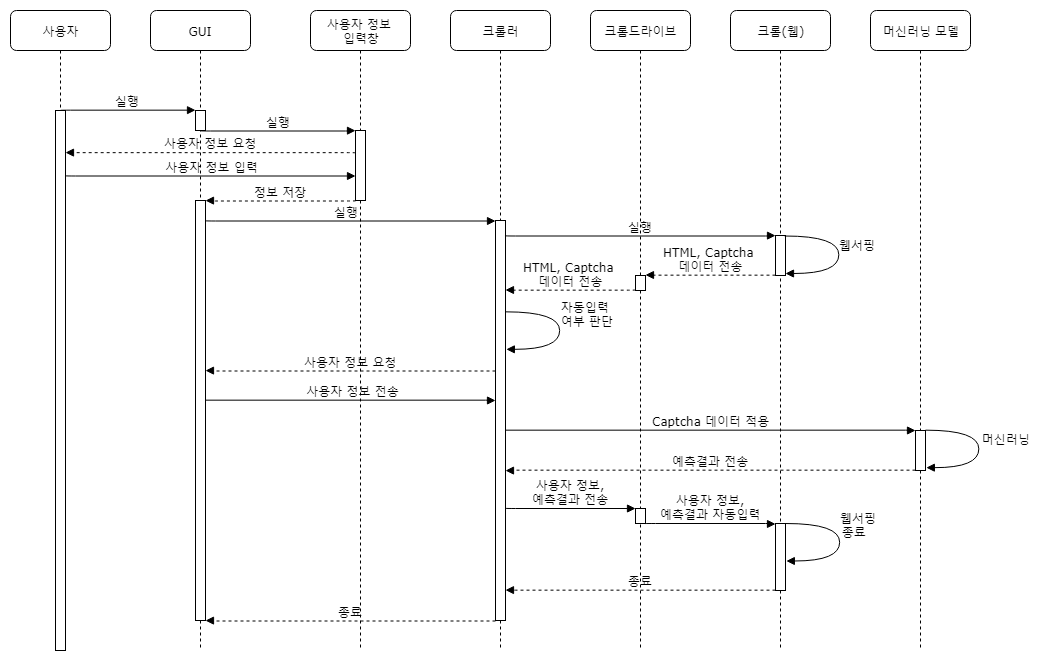 사용자
GUI
사용자 정보
입력창
크롤러
크롬드라이브
크롬(웹)
머신러닝 모델
실행
실행
사용자 정보 요청
사용자 정보 입력
정보 저장
실행
실행
웹서핑
HTML, Captcha
데이터 전송
HTML, Captcha
데이터 전송
자동입력
여부 판단
사용자 정보 요청
사용자 정보 전송
Captcha 데이터 적용
머신러닝
예측결과 전송
사용자 정보,
예측결과 전송
사용자 정보,
예측결과 자동입력
웹서핑
종료
종료
종료